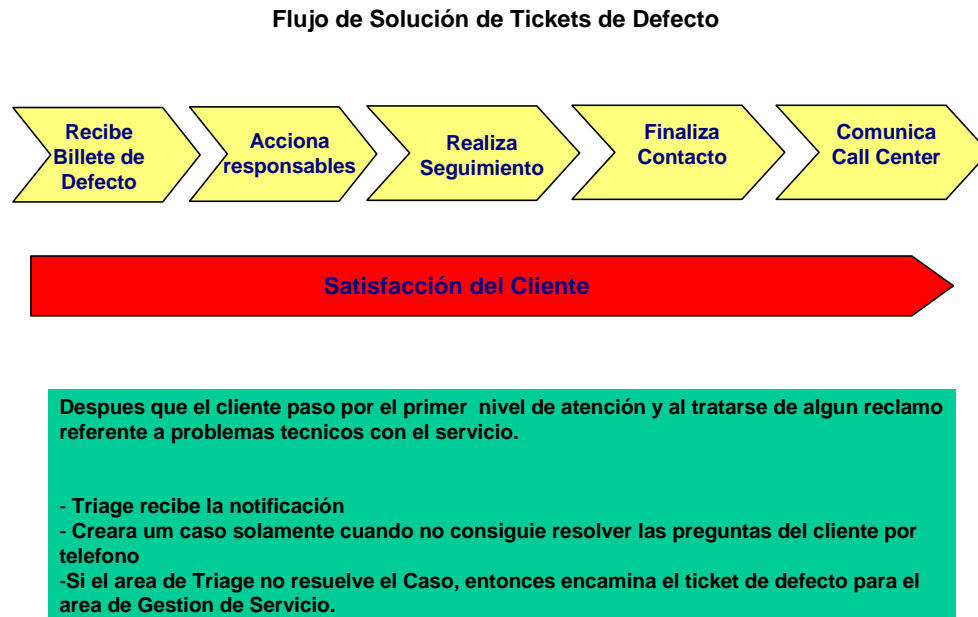 Flujo de Solución de Tickets de Defecto
Recibe
Billete de
Defecto
Acciona
responsables
Realiza
Seguimiento
Finaliza
Contacto
Comunica
Call Center
Satisfacción del Cliente
Despues que el cliente paso por el primer nivel de atención y al tratarse de algun reclamo
referente a problemas tecnicos con el servicio.
- Triage recibe la notificación
- Creara um caso solamente cuando no consiguie resolver las preguntas del cliente por
telefono
-Si el area de Triage no resuelve el Caso, entonces encamina el ticket de defecto para el
area de Gestion de Servicio.